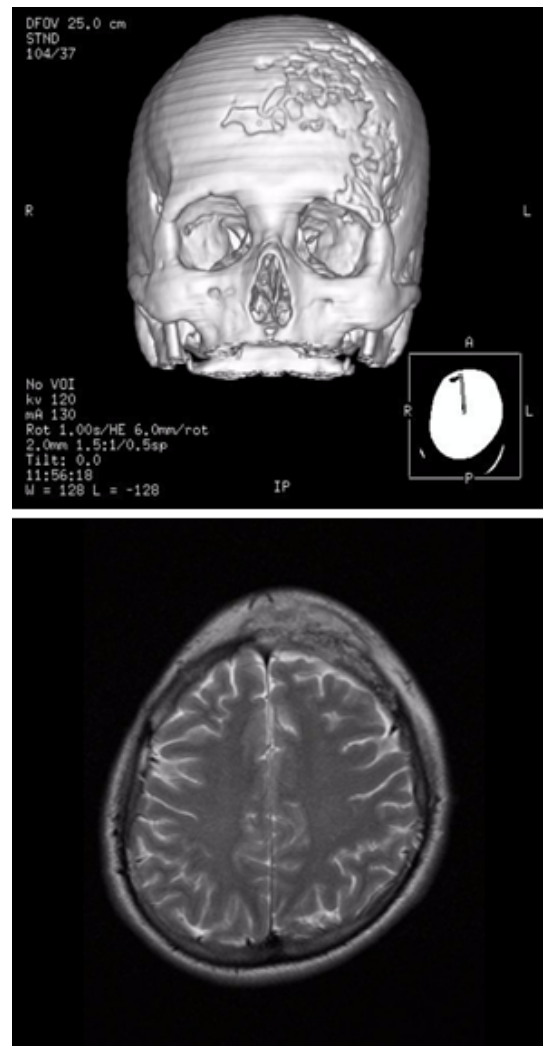 DFOV 25.0 cm
STND
104/37
R
L
A
R
L
P
No VOI
kv 120
mA 130
Rot 1.00s/HE 6.0mm/rot
2.0mm 1.5:1/0.5sp
Tilt: 0.0
11:56:18
W = 128 L = -128
IP